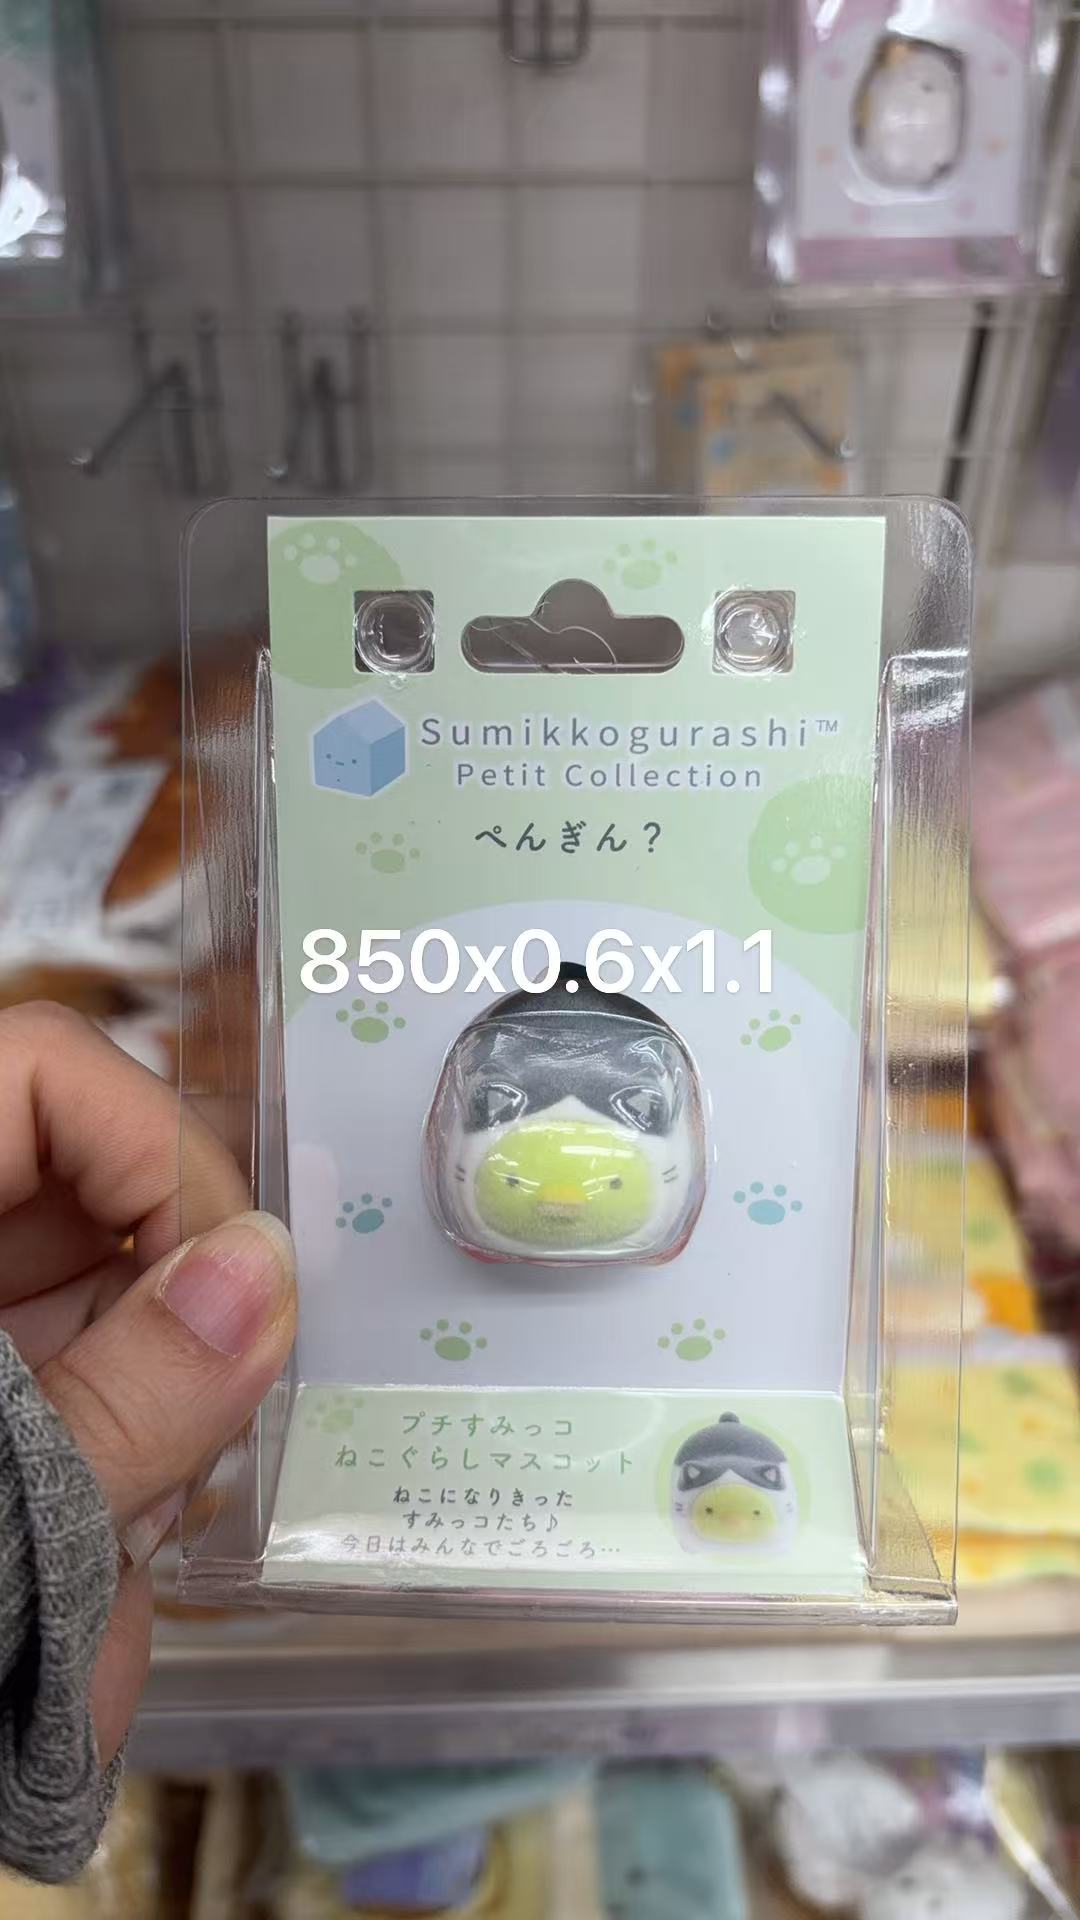 Sumikkogurashi™
Petit Collection
ぺんぎん？
850x0.6x1.1
プチすみっコ
ねこぐらしマスコット
ねこになりきった
すみっコたち♪
今日はみんなでごろごろ…